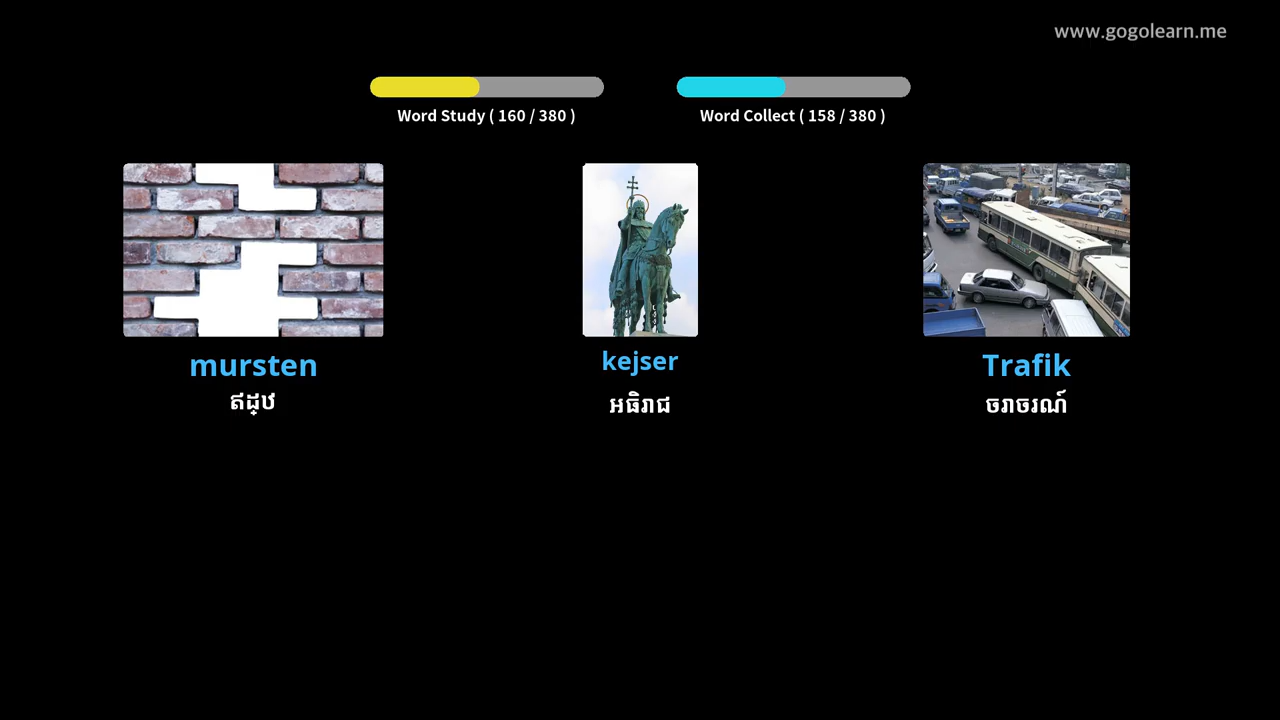 www.gogolearn.me
Word Study ( 160 / 380 )
Word Collect ( 158 / 380 )
mursten
kejser
Trafik
ឥដ្ឋ
អធិរាជ
ចរាចរណ៍